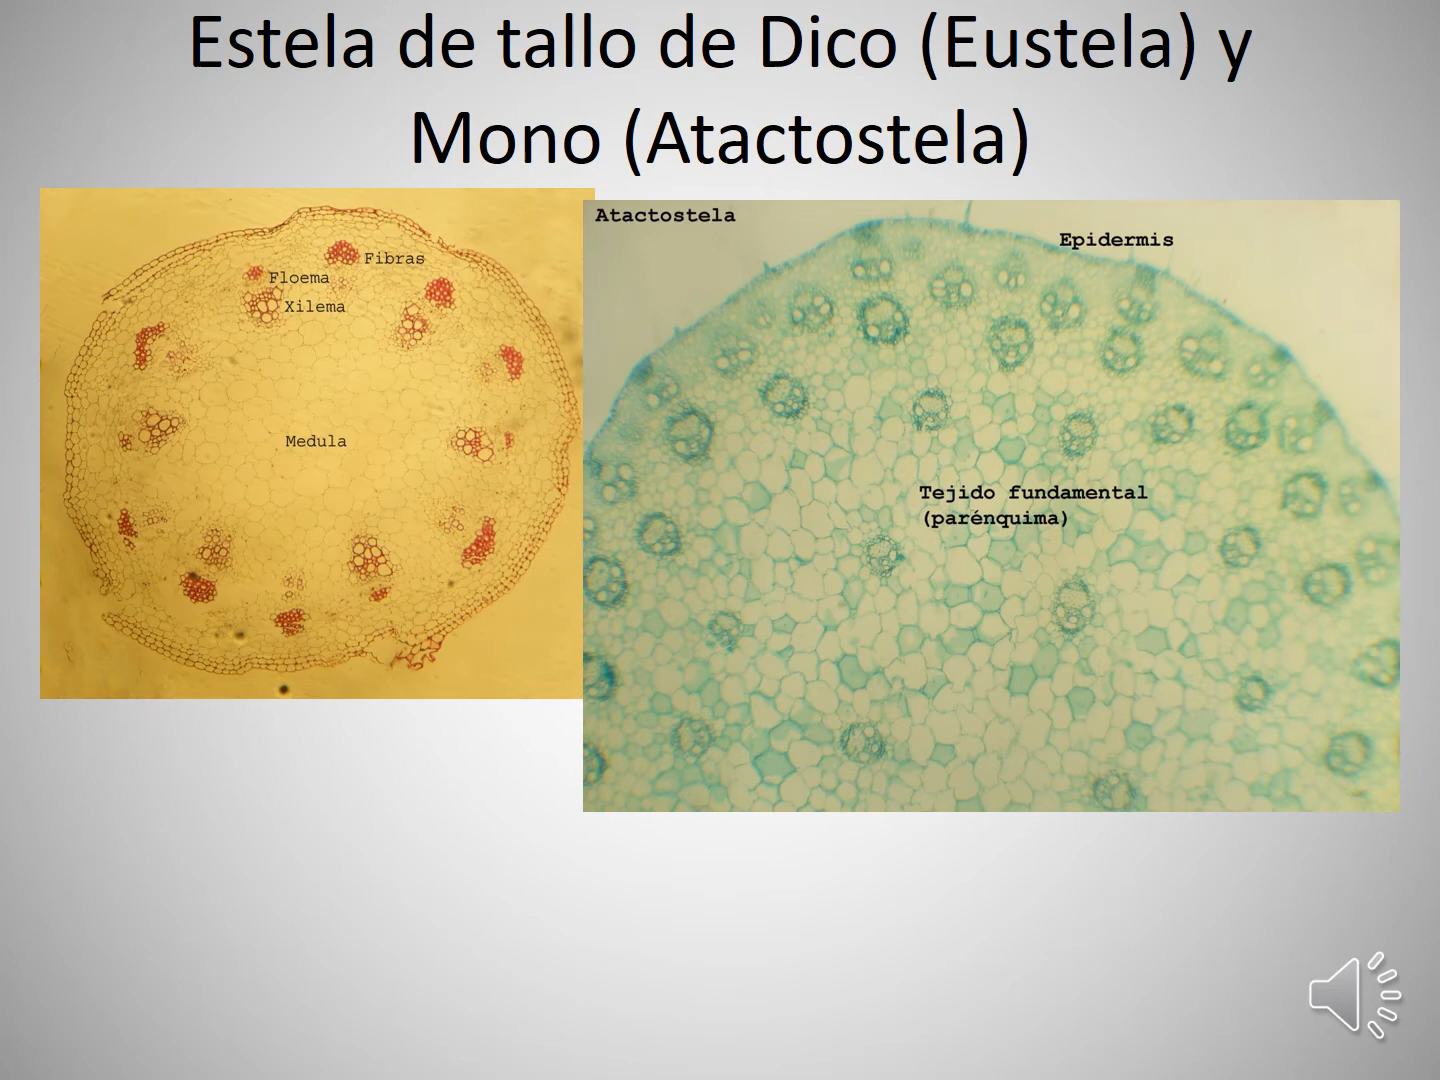 Estela de tallo de Dico (Eustela) y
Mono (Atactostela)
Fibras
Floema
Xilema
Medula
Atactostela
Epidermis
Tejido fundamental
(parénquima)